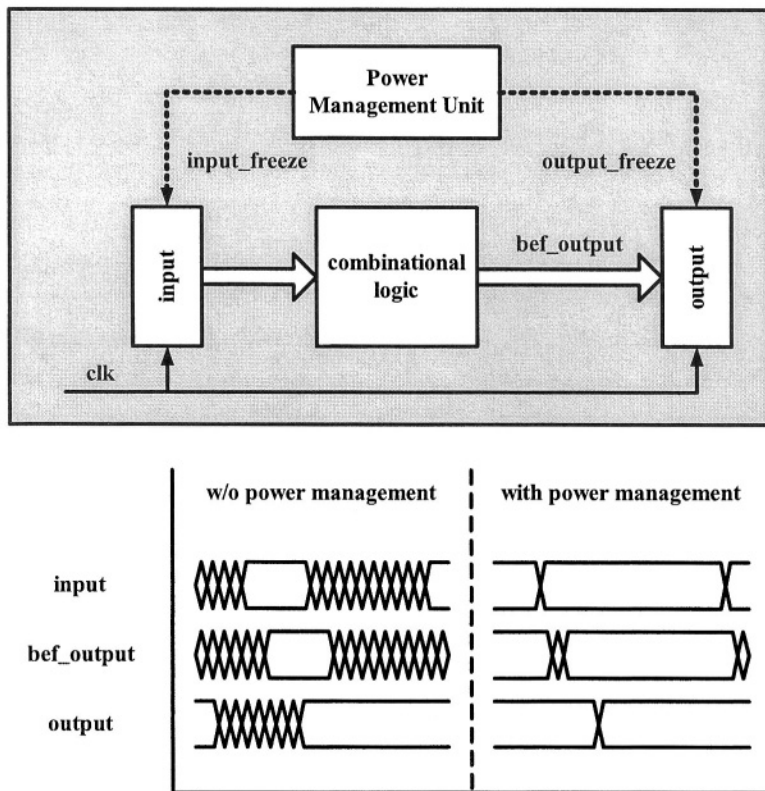 Power
Management Unit
input_freeze
output_freeze
input
combinational
logic
bef_output
output
clk
w/o power management
with power management
input
bef_output
output